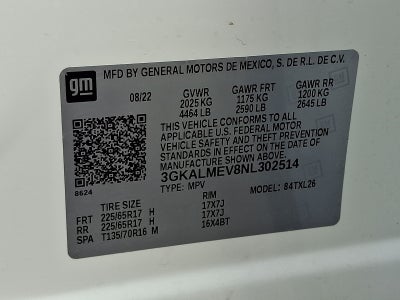 gm
MFD BY GENERAL MOTORS DE MEXICO, S. DE R.L. DE C.V.
08/22 GVWR GAWR FRT GAWR RR
2025 KG 1175 KG 1200 KG
4464 LB 2590 LB 2645 LB
THIS VEHICLE CONFORMS TO ALL
APPLICABLE U.S. FEDERAL MOTOR
VEHICLE SAFETY, BUMPER, AND THEFT
PREVENTION STANDARDS IN EFFECT ON
THE DATE OF MANUFACTURE SHOWN ABOVE.
3GKALMEV8NL302514
8624 TYPE: MPV MODEL: 84TXL26
TIRE SIZE RIM
FRT 225/65R17 H 17X7J
RR 225/65R17 H 17X7J
SPA T135/70R16 M 16X4BT